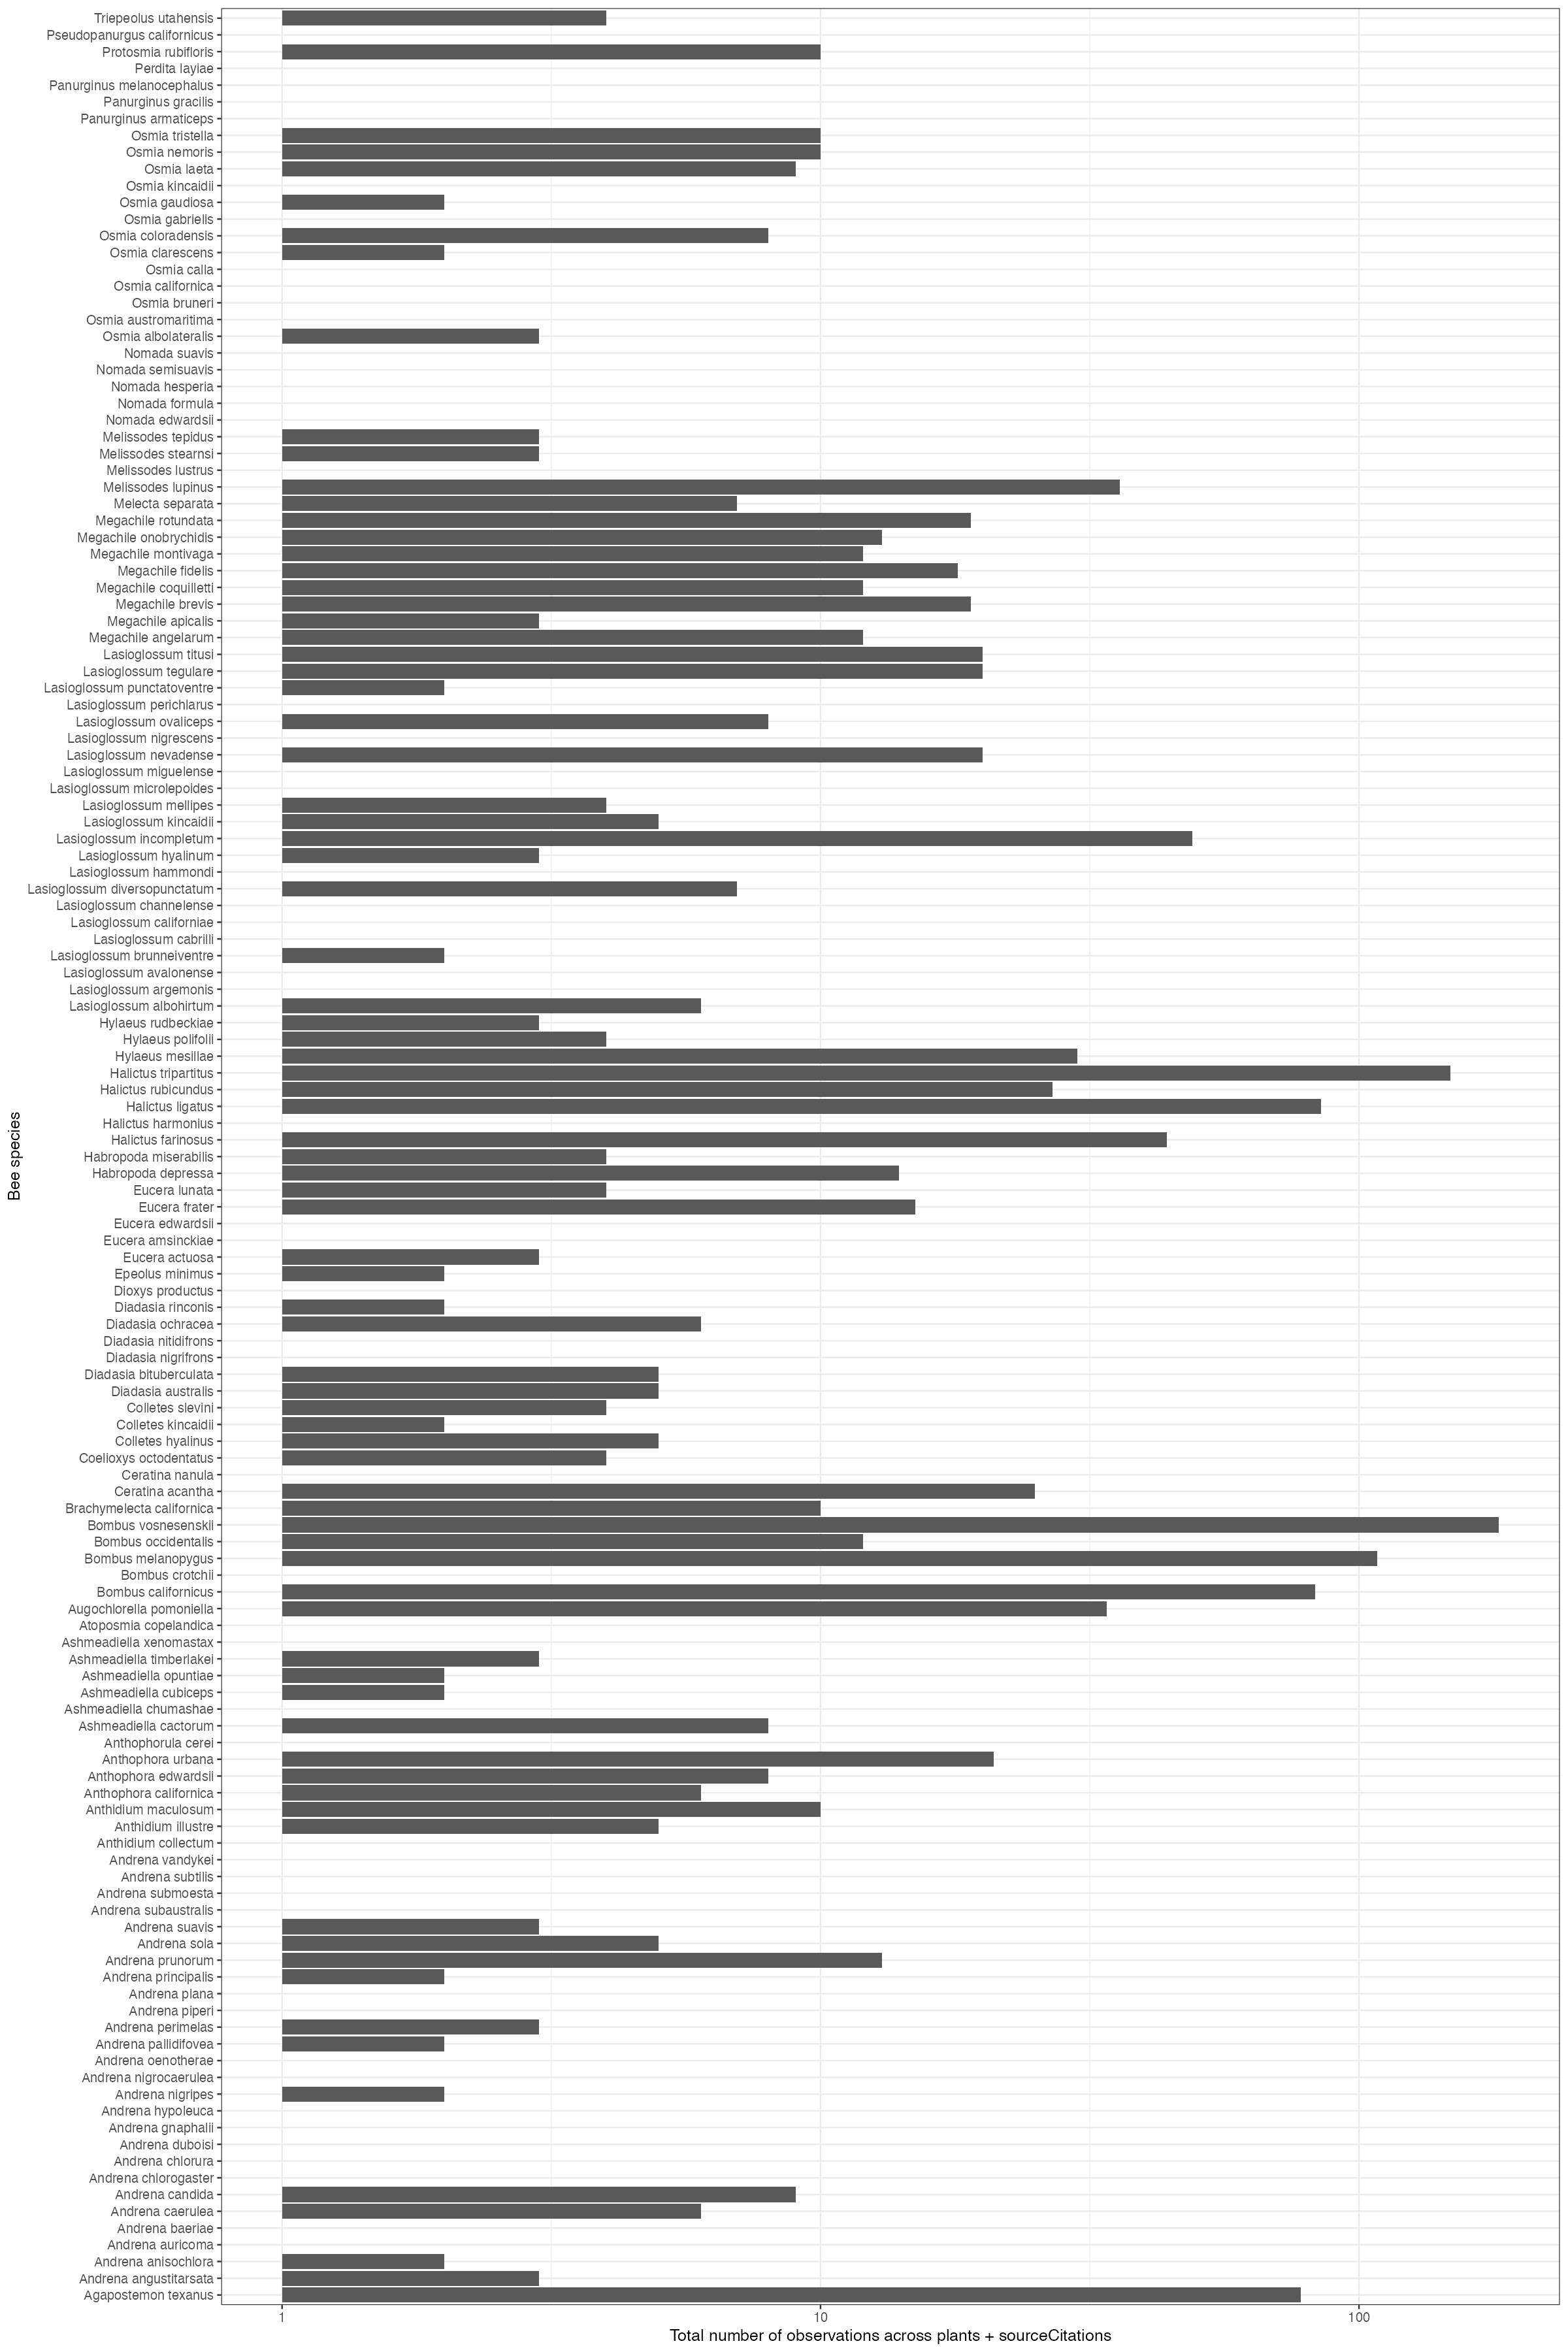 Triepeolus utahensis
Pseudopanurgus californicus
Protosmia rubifloris
Perdita layiae
Panurginus melanocephalus
Panurginus gracilis
Panurginus armaticeps
Osmia tristella
Osmia nemoris
Osmia laeta
Osmia kincaidii
Osmia gaudiosa
Osmia gabrielis
Osmia coloradensis
Osmia clarescens
Osmia calla
Osmia californica
Osmia bruneri
Osmia austromaritima
Osmia albolateralis
Nomada suavis
Nomada semisuavis
Nomada hesperia
Nomada formula
Nomada edwardsii
Melissodes tepidus
Melissodes stearnsi
Melissodes lustrus
Melissodes lupinus
Melecta separata
Megachile rotundata
Megachile onobrychidis
Megachile montivaga
Megachile fidelis
Megachile coquilletti
Megachile brevis
Megachile apicalis
Megachile angelarum
Lasioglossum titusi
Lasioglossum tegulare
Lasioglossum punctatoventre
Lasioglossum perichlarus
Lasioglossum ovaliceps
Lasioglossum nigrescens
Lasioglossum nevadense
Lasioglossum miguelense
Lasioglossum microlepoides
Lasioglossum mellipes
Lasioglossum kincaidii
Lasioglossum incompletum
Lasioglossum hyalinum
Lasioglossum hammondi
Lasioglossum diversopunctatum
Lasioglossum channelense
Lasioglossum californiae
Lasioglossum cabrilli
Lasioglossum brunneiventre
Lasioglossum avalonense
Lasioglossum argemonis
Lasioglossum albohirtum
Hylaeus rudbeckiae
Hylaeus polifolii
Hylaeus mesillae
Halictus tripartitus
Halictus rubicundus
Halictus ligatus
Halictus harmonius
Halictus farinosus
Habropoda miserabilis
Habropoda depressa
Eucera lunata
Eucera frater
Eucera edwardsii
Eucera amsinckiae
Eucera actuosa
Epeolus minimus
Dioxys productus
Diadasia rinconis
Diadasia ochracea
Diadasia nitidifrons
Diadasia nigrifrons
Diadasia bituberculata
Diadasia australis
Colletes slevini
Colletes kincaidii
Colletes hyalinus
Coelioxys octodentatus
Ceratina nanula
Ceratina acantha
Brachymelecta californica
Bombus vosnesenskii
Bombus occidentalis
Bombus melanopygus
Bombus crotchii
Bombus californicus
Augochlorella pomoniella
Atoposmia copelandica
Ashmeadiella xenomastax
Ashmeadiella timberlakei
Ashmeadiella opuntiae
Ashmeadiella cubiceps
Ashmeadiella chumashae
Ashmeadiella cactorum
Anthophorula cerei
Anthophora urbana
Anthophora edwardsii
Anthophora californica
Anthidium maculosum
Anthidium illustre
Anthidium collectum
Andrena vandykei
Andrena subtilis
Andrena submoesta
Andrena subaustralis
Andrena suavis
Andrena sola
Andrena prunorum
Andrena principalis
Andrena plana
Andrena piperi
Andrena perimelas
Andrena pallidifovea
Andrena oenotherae
Andrena nigrocaerulea
Andrena nigripes
Andrena hypoleuca
Andrena gnaphalii
Andrena duboisi
Andrena chlorura
Andrena chlorogaster
Andrena candida
Andrena caerulea
Andrena baeriae
Andrena auricoma
Andrena anisochlora
Andrena angustitarsata
Agapostemon texanus
Bee species
1 10 100
Total number of observations across plants + sourceCitations